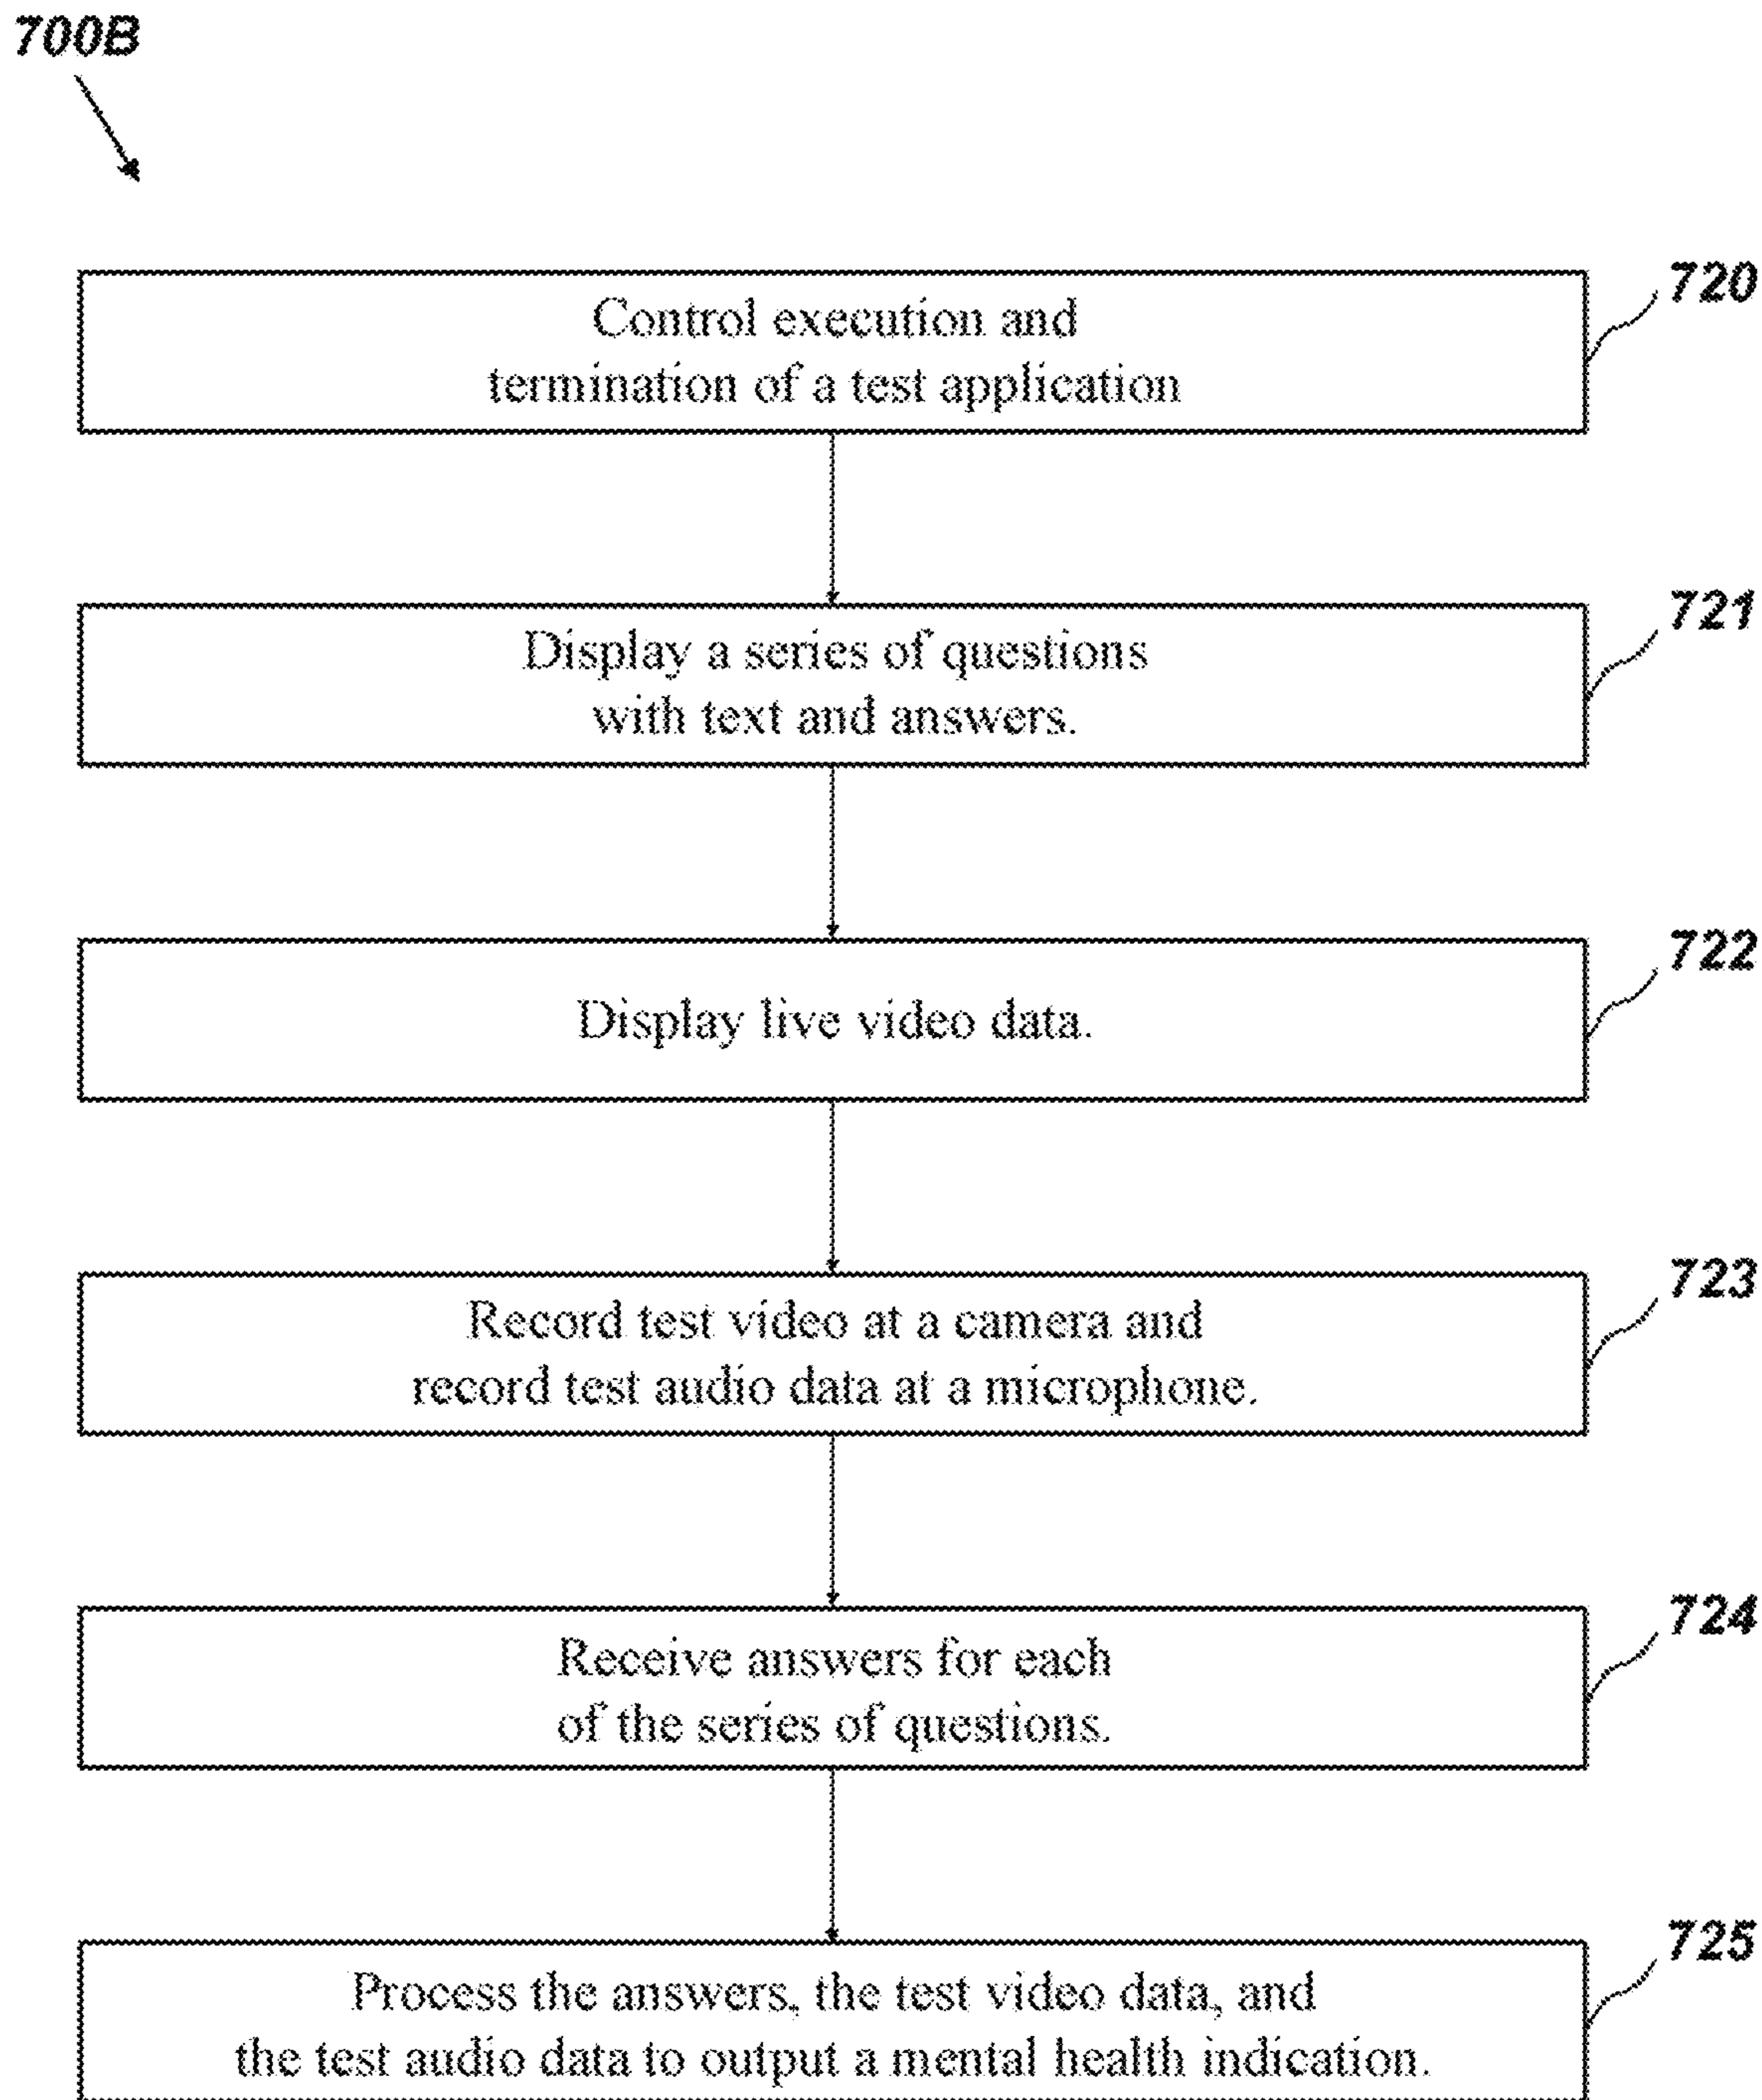 700B
720
Control execution and
termination of a test application
721
Display a series of questions
with text and answers.
722
Display live video data.
723
Record test video at a camera and
record test audio data at a microphone.
724
Receive answers for each
of the series of questions.
725
Process the answers, the test video data, and
the test audio data to output a mental health indication.